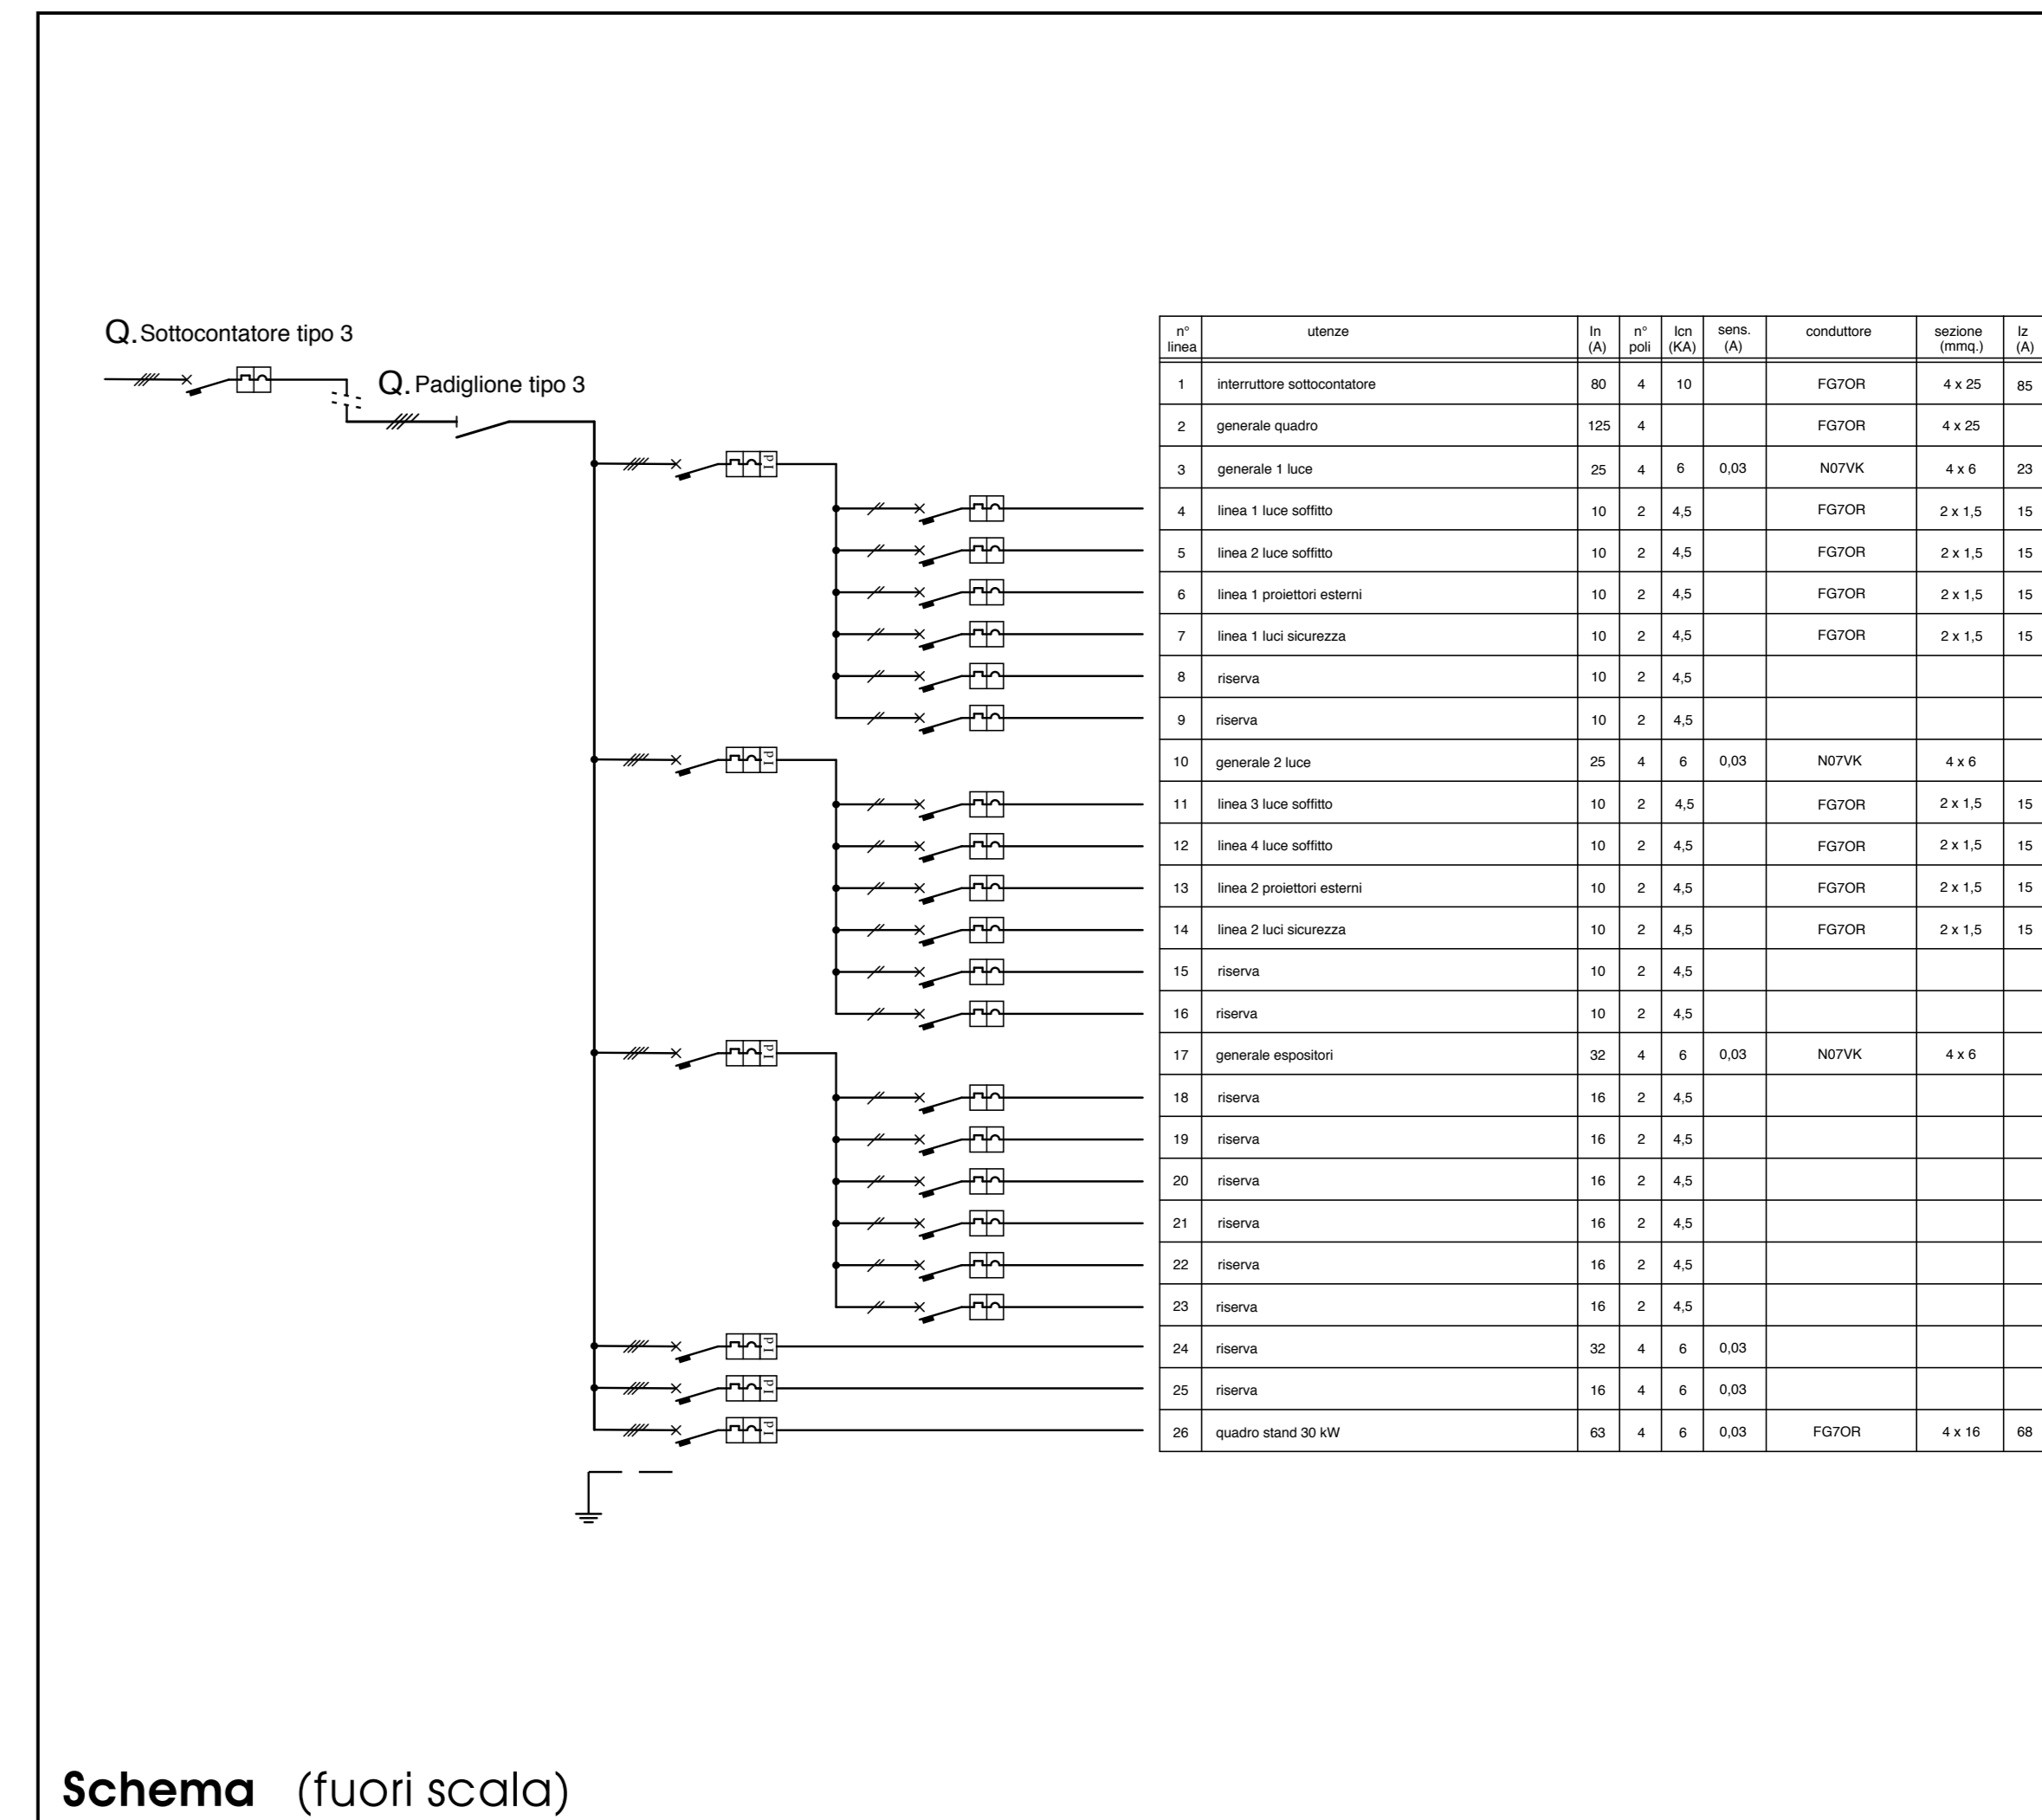 Q. Sottocontatore tipo 3
Q. Padiglione tipo 3
n° linea utenze In (A) n° poli Icn (KA) sens. (A) conduttore sezione (mmq.) Iz (A)
1 interruttore sottocontatore 80 4 10 FG7OR 4 x 25 85
2 generale quadro 125 4 FG7OR 4 x 25
3 generale 1 luce 25 4 6 0,03 N07VK 4 x 6 23
4 linea 1 luce soffitto 10 2 4,5 FG7OR 2 x 1,5 15
5 linea 2 luce soffitto 10 2 4,5 FG7OR 2 x 1,5 15
6 linea 1 proiettori esterni 10 2 4,5 FG7OR 2 x 1,5 15
7 linea 1 luci sicurezza 10 2 4,5 FG7OR 2 x 1,5 15
8 riserva 10 2 4,5
9 riserva 10 2 4,5
10 generale 2 luce 25 4 6 0,03 N07VK 4 x 6
11 linea 3 luce soffitto 10 2 4,5 FG7OR 2 x 1,5 15
12 linea 4 luce soffitto 10 2 4,5 FG7OR 2 x 1,5 15
13 linea 2 proiettori esterni 10 2 4,5 FG7OR 2 x 1,5 15
14 linea 2 luci sicurezza 10 2 4,5 FG7OR 2 x 1,5 15
15 riserva 10 2 4,5
16 riserva 10 2 4,5
17 generale espositori 32 4 6 0,03 N07VK 4 x 6
18 riserva 16 2 4,5
19 riserva 16 2 4,5
20 riserva 16 2 4,5
21 riserva 16 2 4,5
22 riserva 16 2 4,5
23 riserva 16 2 4,5
24 riserva 32 4 6 0,03
25 riserva 16 4 6 0,03
26 quadro stand 30 kW 63 4 6 0,03 FG7OR 4 x 16 68
Id
Id
Id
Id
Id
Id
Schema (fuori scala)